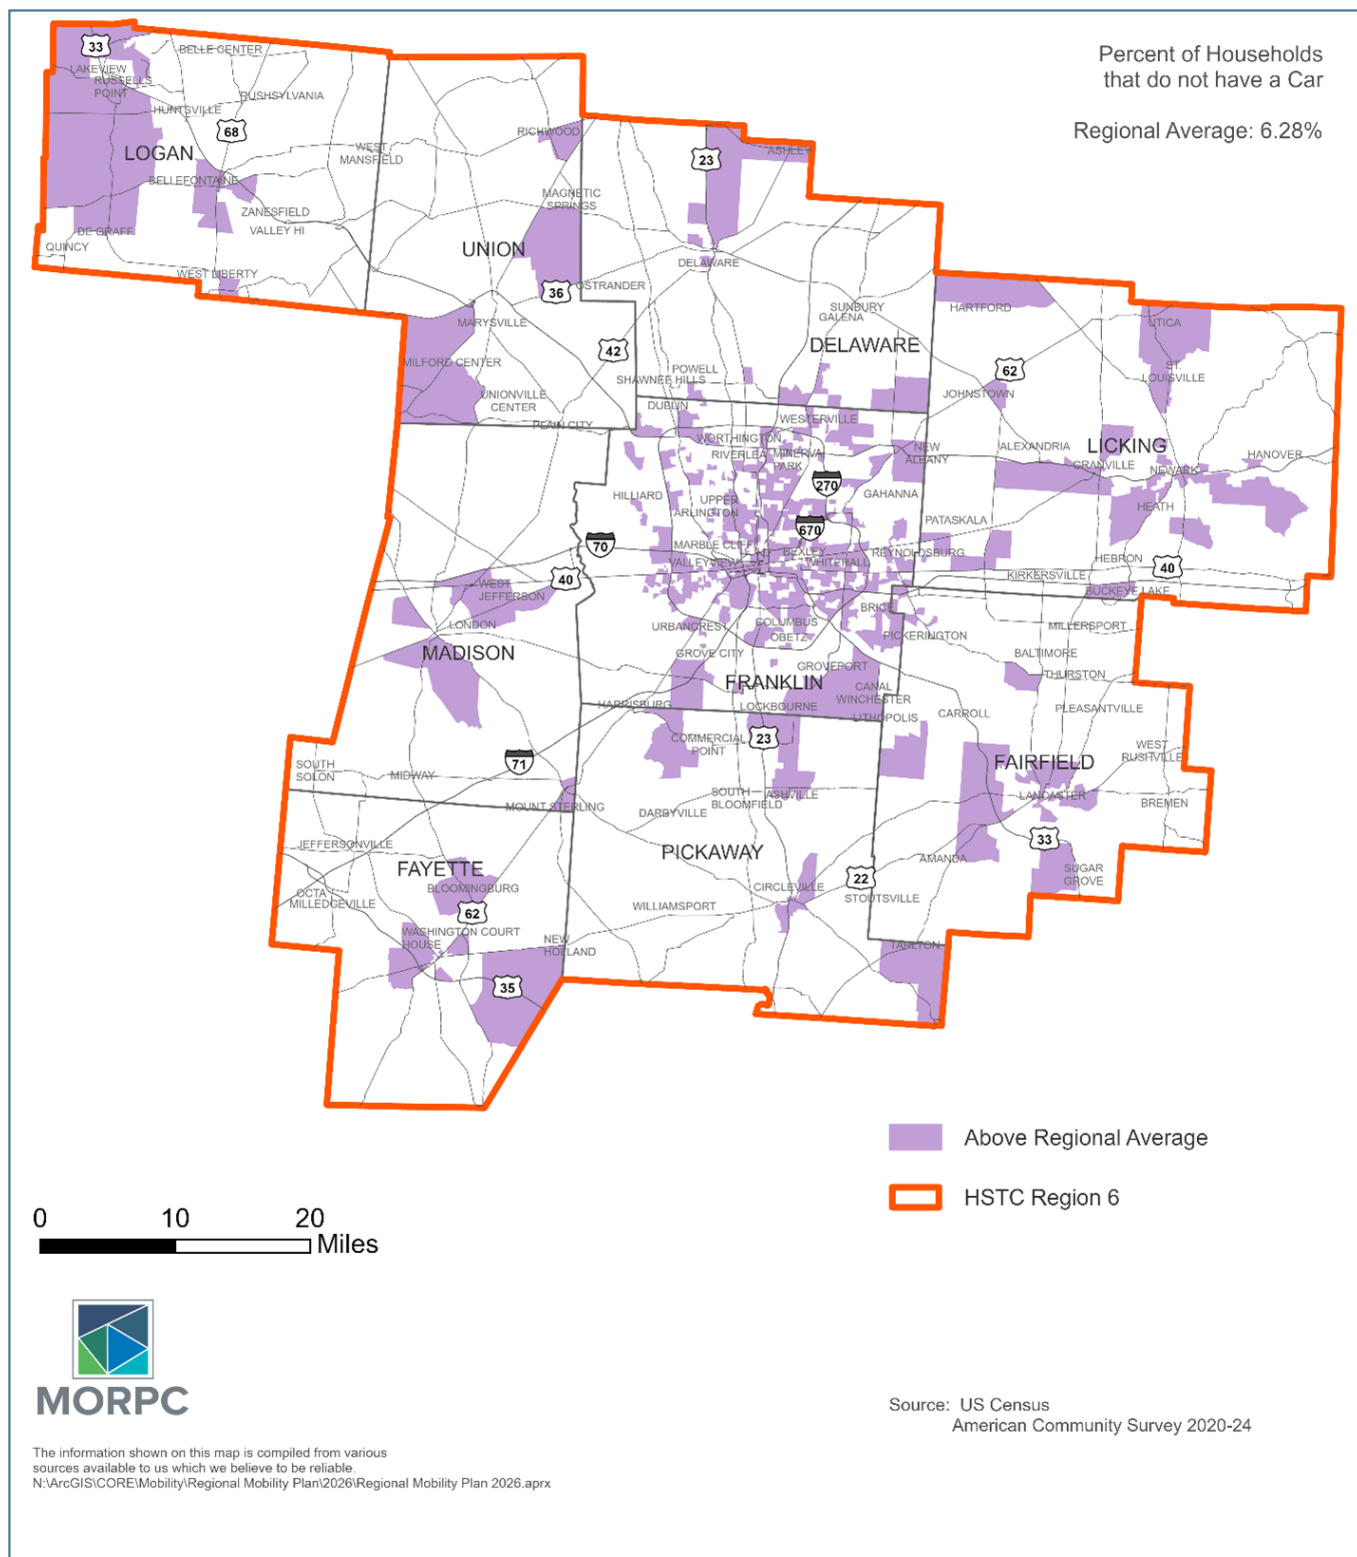 Percent of Households
that do not have a Car
Regional Average: 6.28%
33
BELLE CENTER
LAKEVIEW
RUSSELLS
POINT
RUSHSYLVANIA
HUNTSVILLE
68
LOGAN
WEST
MANSFIELD
BELLEFONTAINE
ZANESFIELD
VALLEY HI
DE GRAFF
QUINCY
WEST LIBERTY
RICHWOOD
MAGNETIC
SPRINGS
UNION
36
OSTRANDER
MARYSVILLE
42
MILFORD CENTER
UNIONVILLE
CENTER
PLAIN CITY
23
ASHLEY
DELAWARE
SUNBURY
GALENA
DELAWARE
POWELL
SHAWNEE HILLS
DUBLIN
WESTERVILLE
HARTFORD
UTICA
62
ST.
LOUISVILLE
JOHNSTOWN
LICKING
ALEXANDRIA
GRANVILLE
NEWARK
HANOVER
HEATH
PATASKALA
HEBRON
40
KIRKERSVILLE
BUCKEYE LAKE
WORTHINGTON
RIVERLEA
MINERVA
PARK
NEW
ALBANY
270
HILLIARD
UPPER
ARLINGTON
GAHANNA
670
70
MARBLE CLIFF
BEXLEY
REYNOLDSBURG
VALLEYVIEW
WHITEHALL
40
WEST
JEFFERSON
LONDON
MADISON
URBANCREST
COLUMBUS
OBETZ
BRICE
PICKERINGTON
GROVE CITY
GROVEPORT
FRANKLIN
CANAL
WINCHESTER
HARRISBURG
LOCKBOURNE
LITHOPOLIS
MILLERSPORT
BALTIMORE
THURSTON
CARROLL
PLEASANTVILLE
WEST
RUSHVILLE
FAIRFIELD
LANCASTER
BREMEN
33
AMANDA
SUGAR
GROVE
SOUTH
SOLON
MIDWAY
71
MOUNT STERLING
COMMERCIAL
POINT
23
SOUTH
BLOOMFIELD
ASHVILLE
DARBYVILLE
PICKAWAY
CIRCLEVILLE
22
STOUTSVILLE
WILLIAMSPORT
TARLTON
JEFFERSONVILLE
FAYETTE
BLOOMINGBURG
OCTA
MILLEDGEVILLE
62
WASHINGTON COURT
HOUSE
NEW
HOLLAND
35
Above Regional Average
HSTC Region 6
0 10 20
Miles
MORPC
Source: US Census
American Community Survey 2020-24
The information shown on this map is compiled from various
sources available to us which we believe to be reliable.
N:\ArcGIS\CORE\Mobility\Regional Mobility Plan\2026\Regional Mobility Plan 2026.aprx